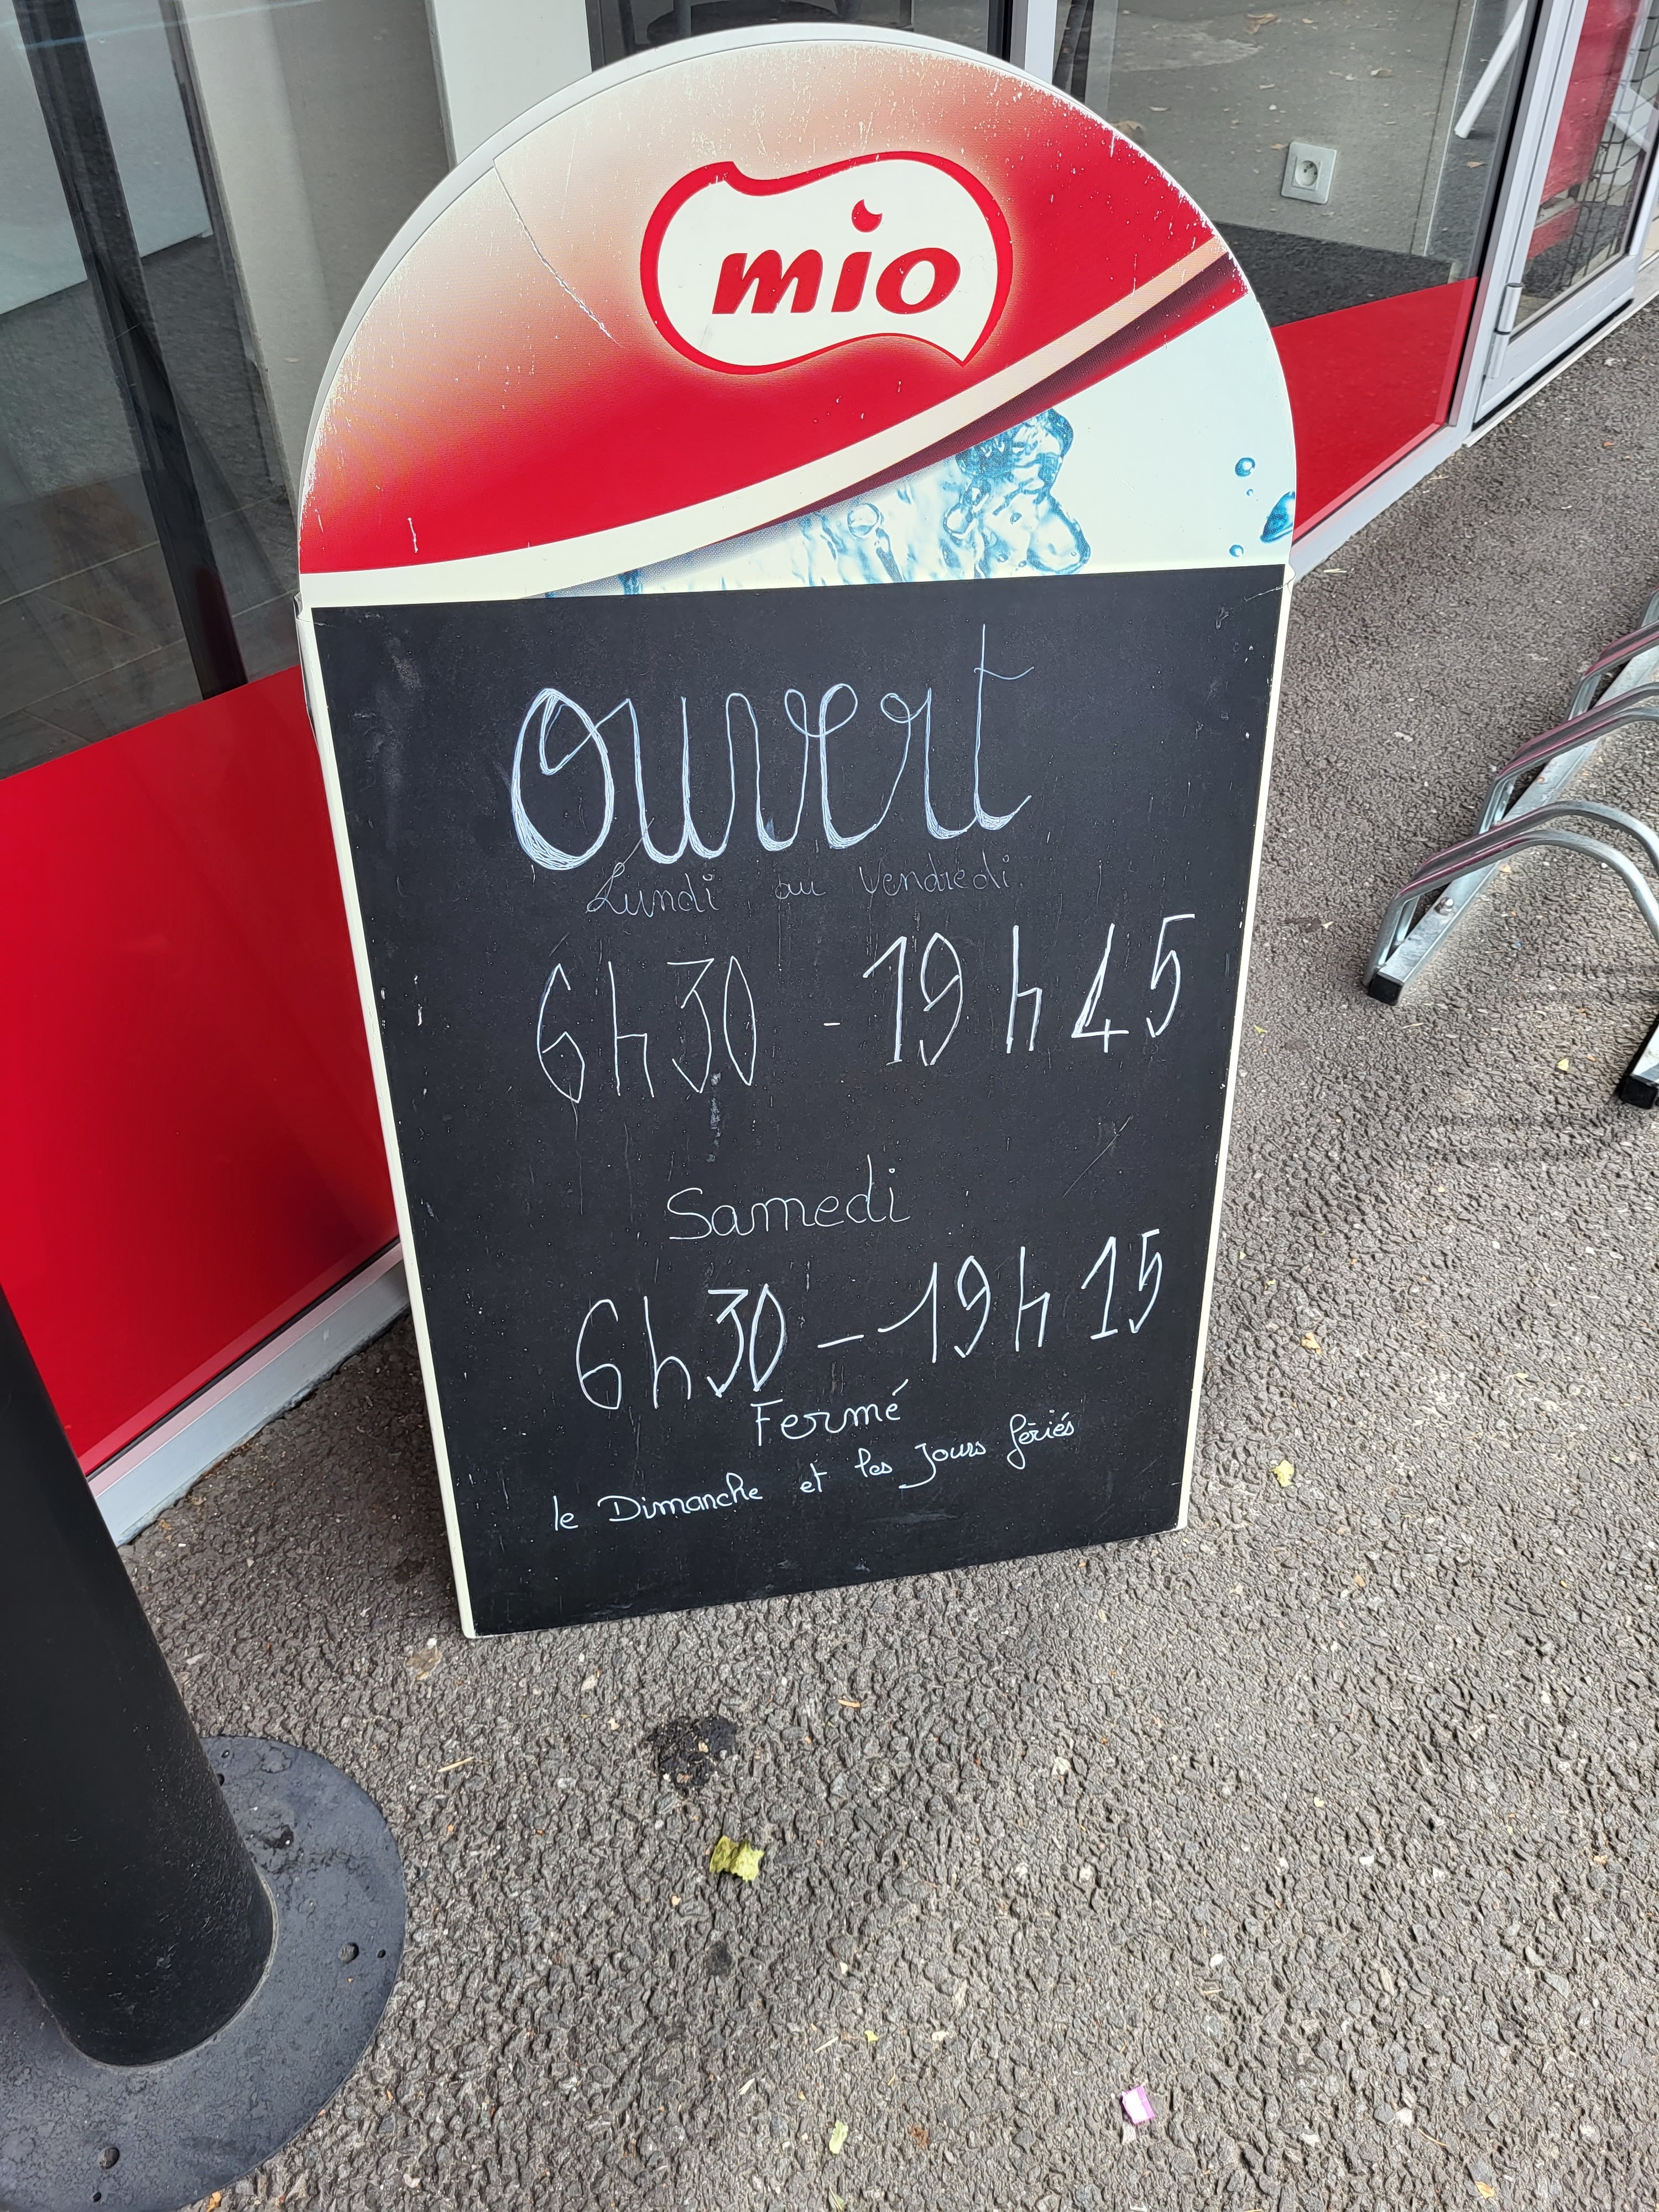 mio
Ouvert
Lundi au Vendredi
6h30 - 19h45
Samedi
6h30 - 19h15
Fermé
le Dimanche et les Jours fériés